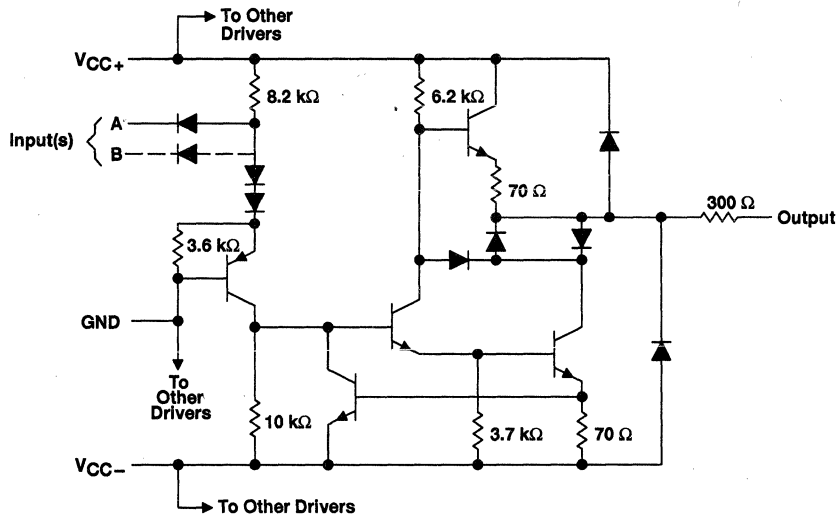 To Other
Drivers
VCC+
8.2 kΩ
6.2 kΩ
A
Input(s)
B
70 Ω
300 Ω
Output
3.6 kΩ
GND
To
Other
Drivers
10 kΩ
3.7 kΩ
70 Ω
VCC−
To Other Drivers